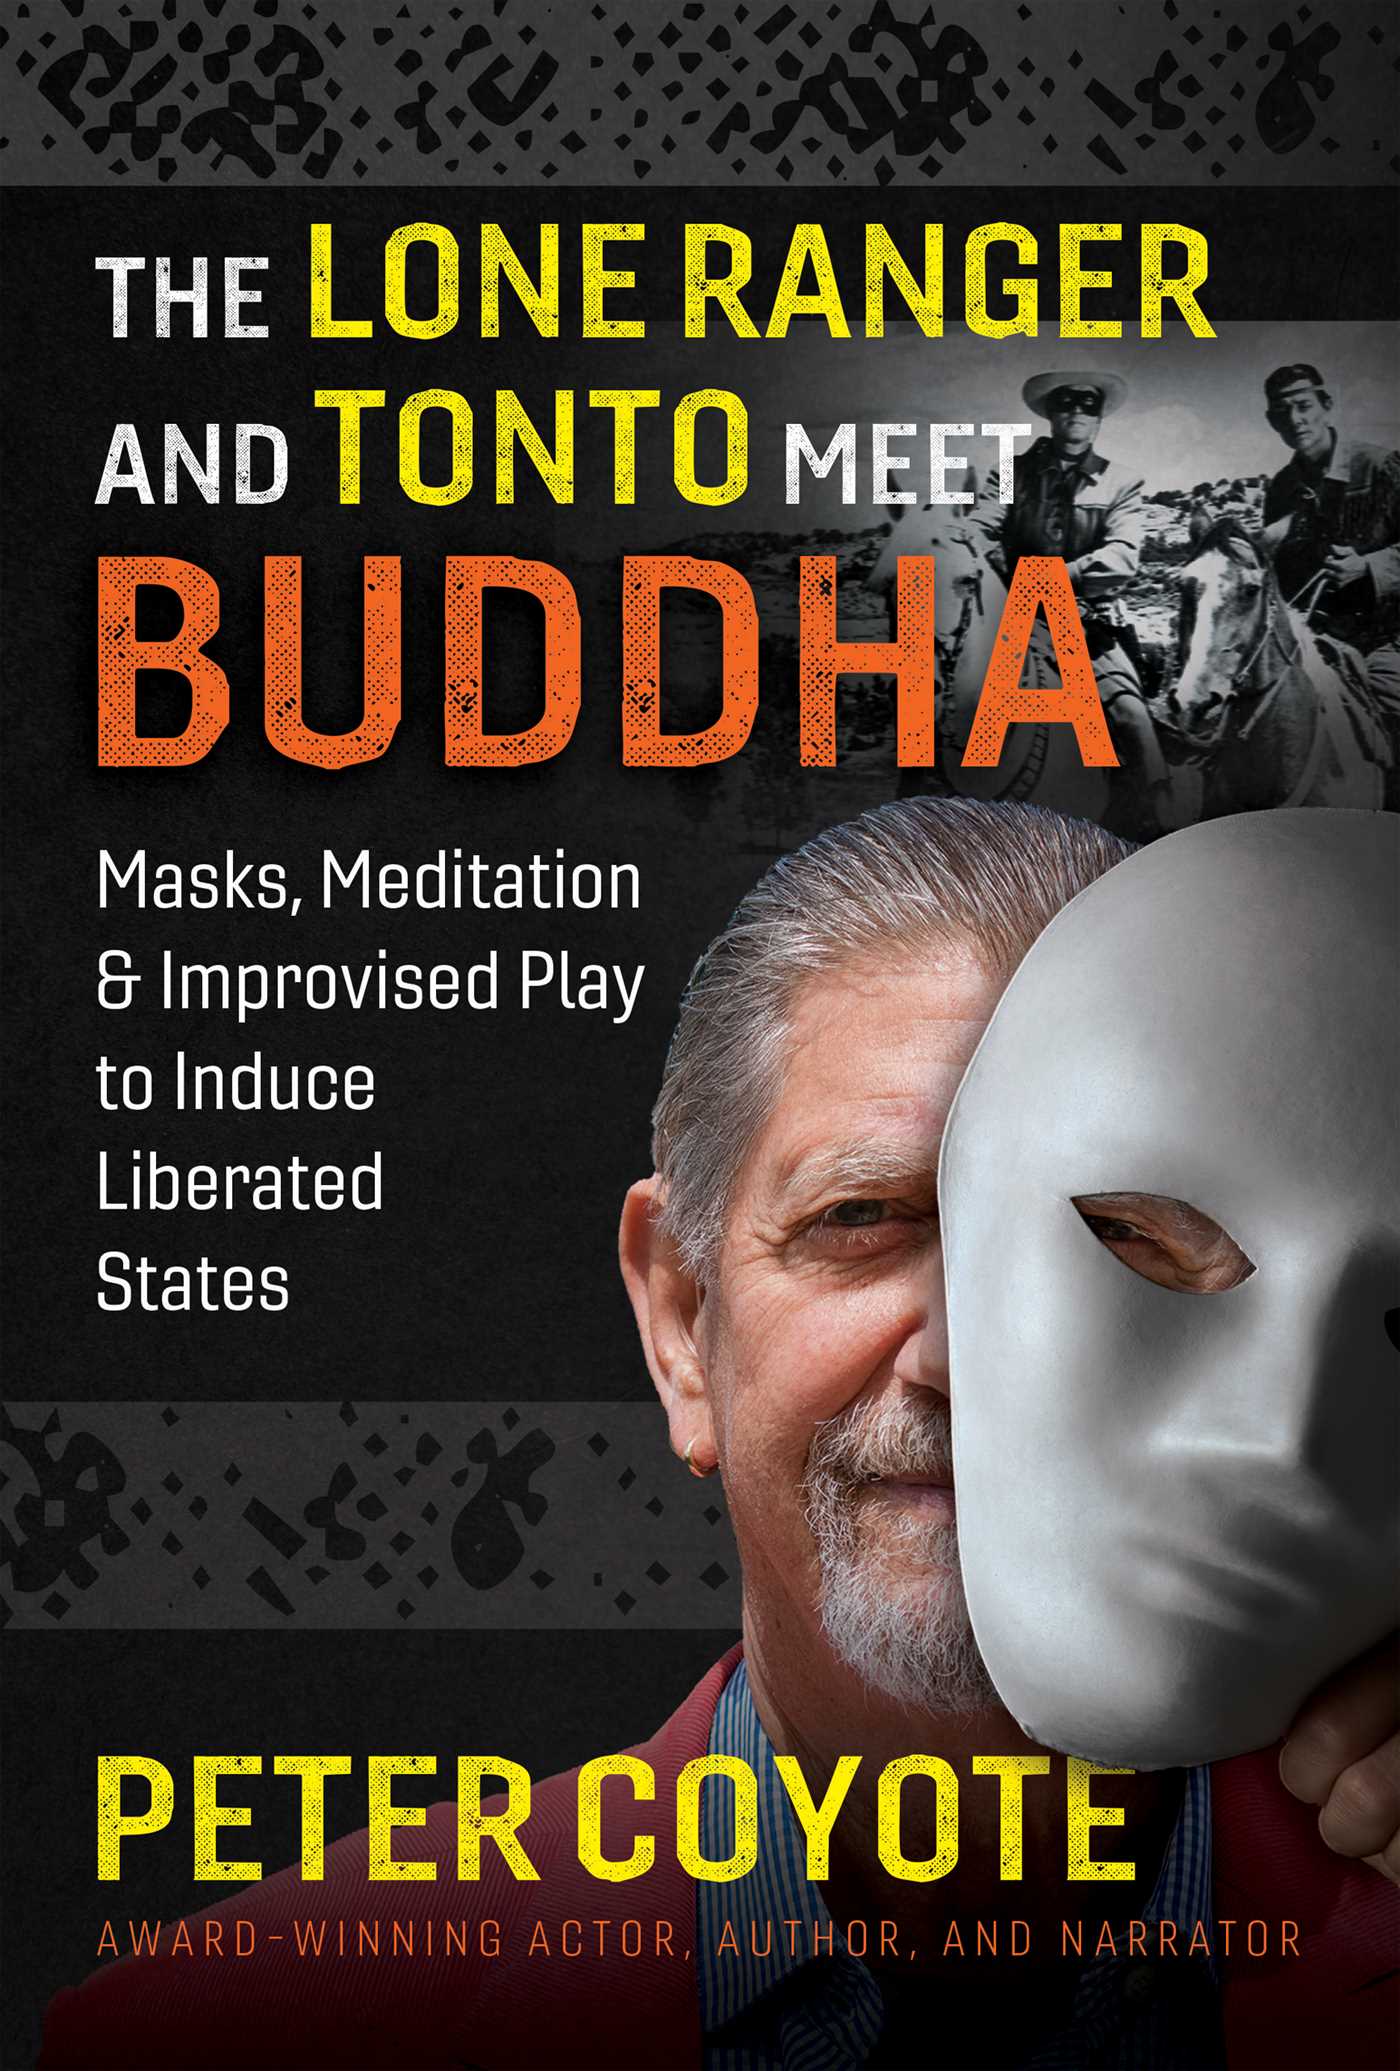 THE LONE RANGER
AND TONTO MEET
BUDDHA
Masks, Meditation
& Improvised Play
to Induce
Liberated
States
PETER COYOTE
AWARD-WINNING ACTOR, AUTHOR, AND NARRATOR